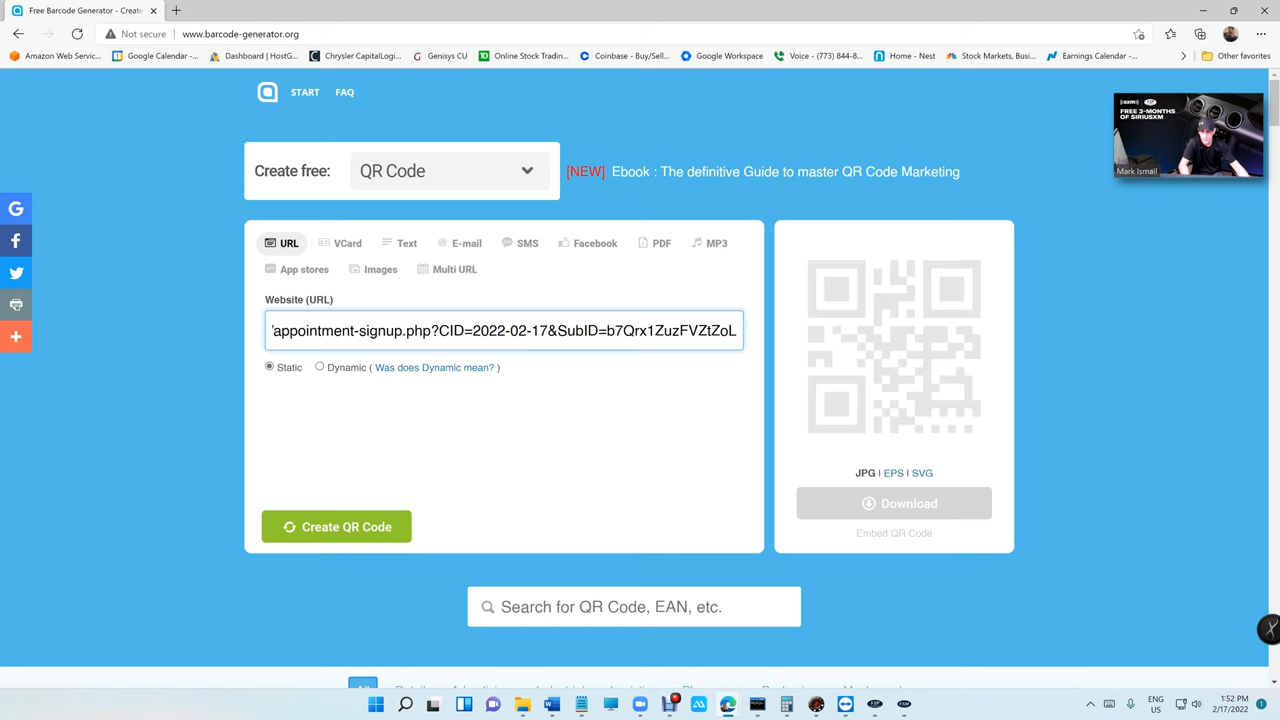 Free Barcode Generator - Create
Not secure
www.barcode-generator.org
Amazon Web Servic...
Google Calendar -...
Dashboard | HostG...
Chrysler CapitalLogi...
Genisys CU
Online Stock Tradin...
Coinbase - Buy/Sell...
Google Workspace
Voice - (773) 844-8...
Home - Nest
Stock Markets, Busi...
Earnings Calendar -...
Other favorites
START
FAQ
FREE 3-MONTHS
OF SIRIUSXM
Mark Ismail
Create free:
QR Code
[NEW] Ebook : The definitive Guide to master QR Code Marketing
URL
VCard
Text
E-mail
SMS
Facebook
PDF
MP3
App stores
Images
Multi URL
Website (URL)
/appointment-signup.php?CID=2022-02-17&SubID=b7Qrx1ZuzFVZtZoL
Static
Dynamic ( Was does Dynamic mean? )
JPG | EPS | SVG
Download
Embed QR Code
Create QR Code
Search for QR Code, EAN, etc.
ENG
US
1:52 PM
2/17/2022